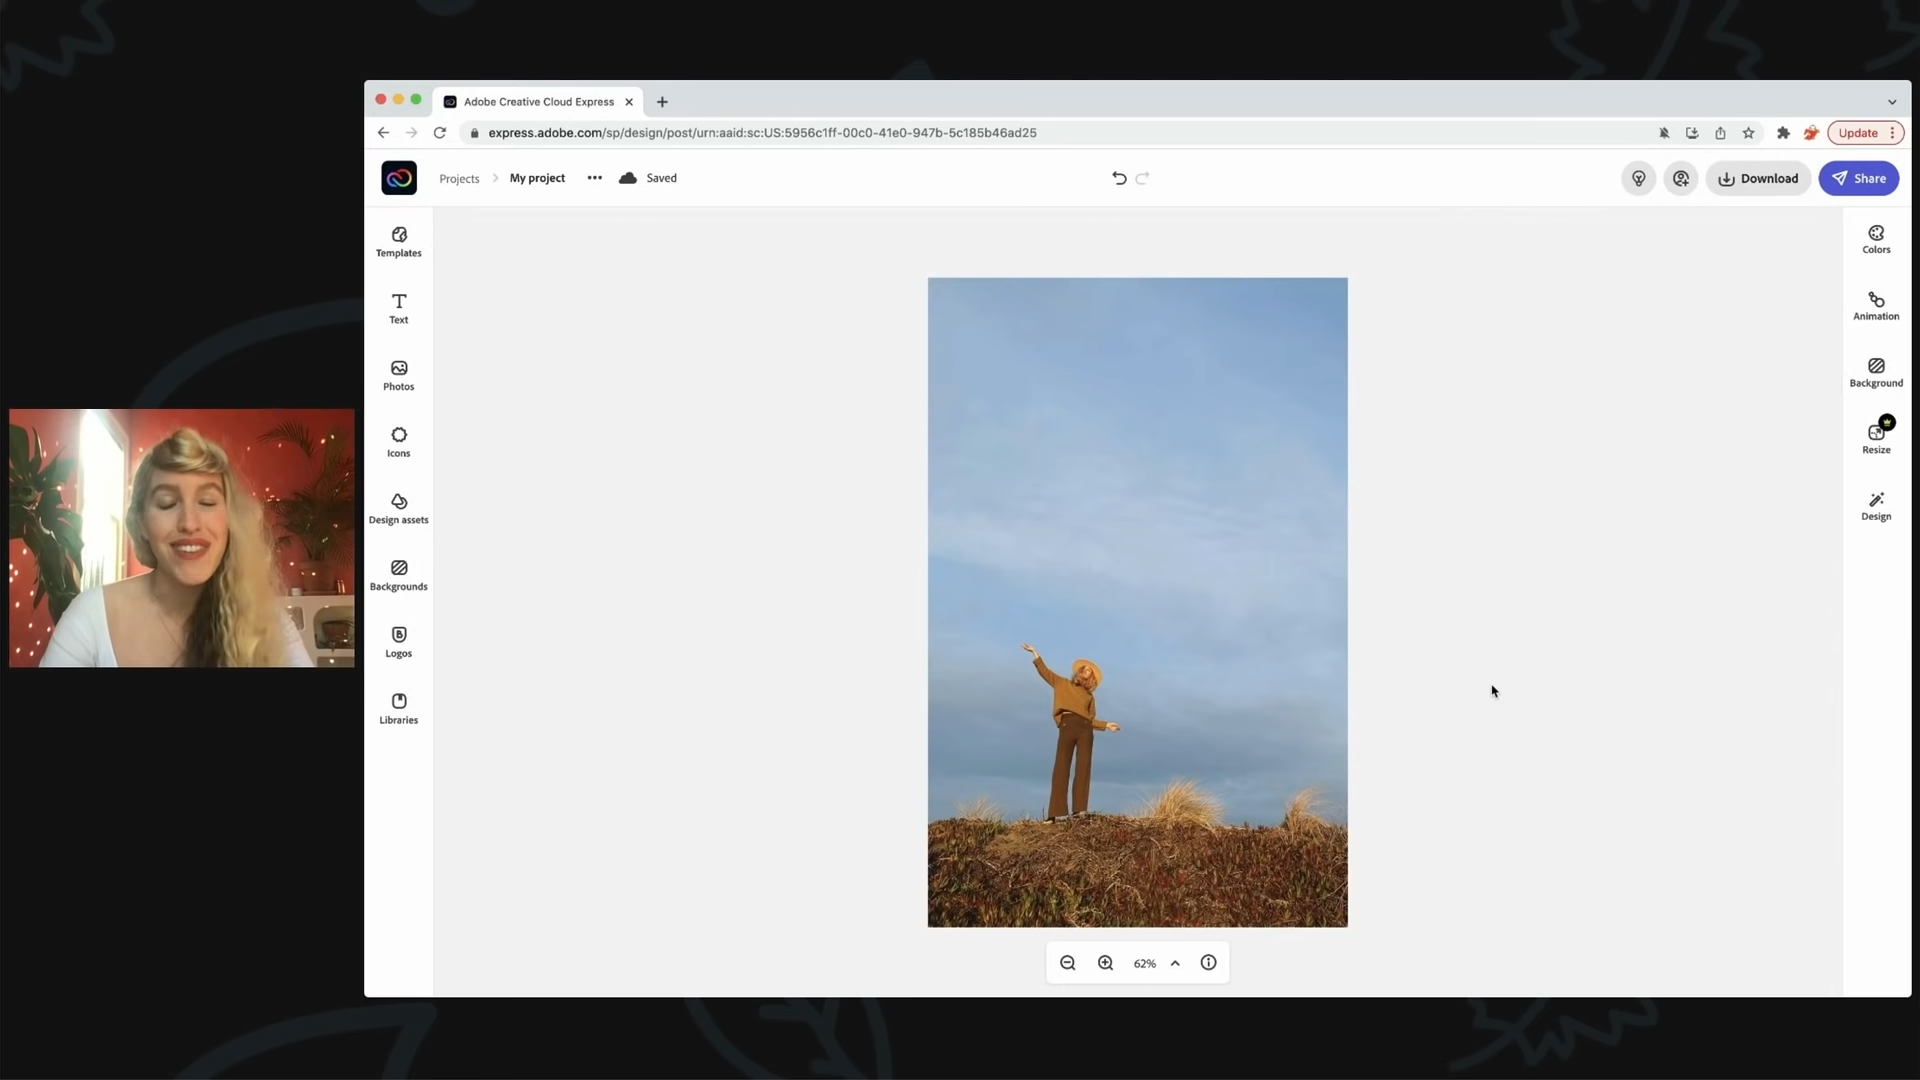 Adobe Creative Cloud Express
express.adobe.com/sp/design/post/urn:aaid:sc:US:5956c1ff-00c0-41e0-947b-5c185b46ad25
Update
Projects
My project
Saved
Download
Share
Templates
Text
Photos
Icons
Design assets
Backgrounds
Logos
Libraries
Colors
Animation
Background
Resize
Design
62%